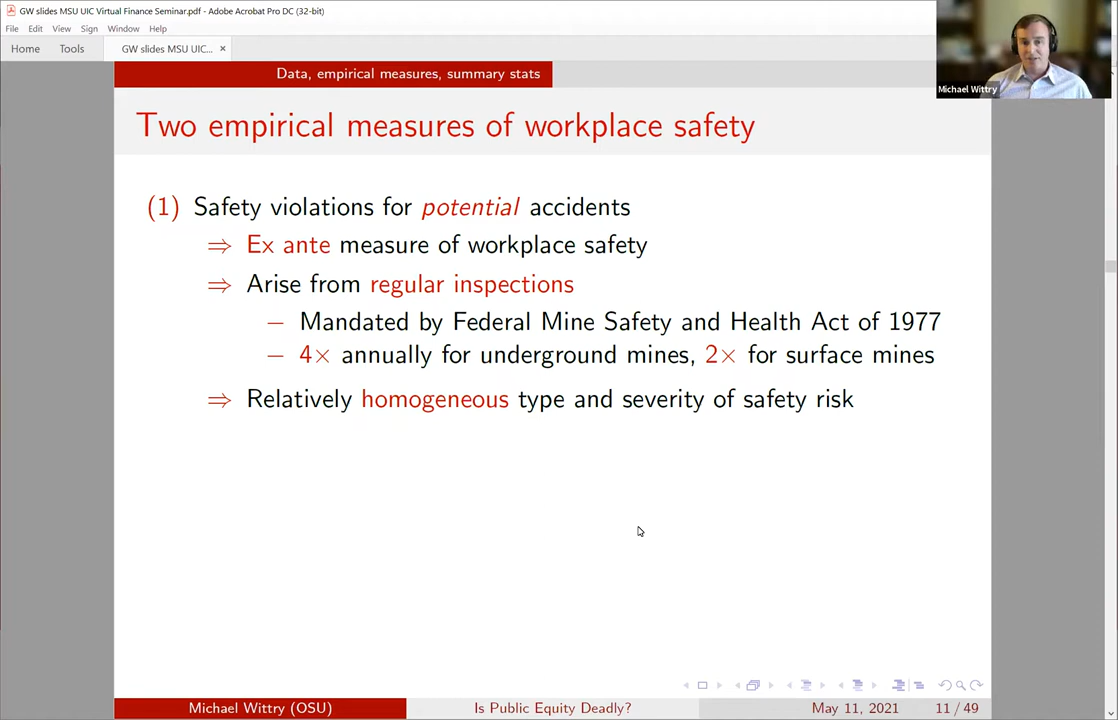 GW slides MSU UIC Virtual Finance Seminar.pdf - Adobe Acrobat Pro DC (32-bit)
File Edit View Sign Window Help
Home Tools GW slides MSU UIC... ×
Michael Wittry
Data, empirical measures, summary stats
Two empirical measures of workplace safety
(1) Safety violations for potential accidents
⇒ Ex ante measure of workplace safety
⇒ Arise from regular inspections
– Mandated by Federal Mine Safety and Health Act of 1977
– 4× annually for underground mines, 2× for surface mines
⇒ Relatively homogeneous type and severity of safety risk
Michael Wittry (OSU) Is Public Equity Deadly? May 11, 2021 11 / 49